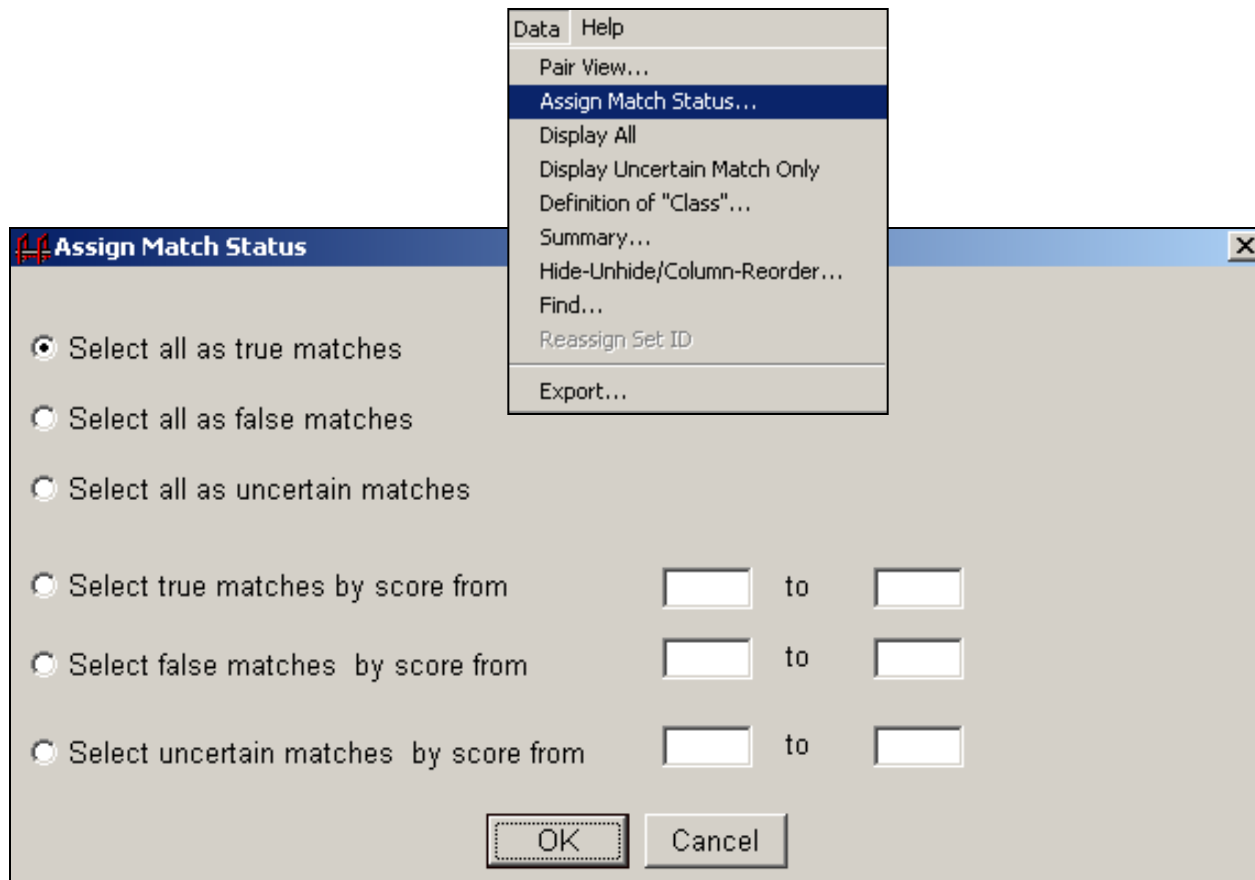 Data Help
Pair View...
Assign Match Status...
Display All
Display Uncertain Match Only
Definition of "Class"...
Summary...
Hide-Unhide/Column-Reorder...
Find...
Reassign Set ID
Export...
Assign Match Status
Select all as true matches
Select all as false matches
Select all as uncertain matches
Select true matches by score from to
Select false matches by score from to
Select uncertain matches by score from to
OK Cancel